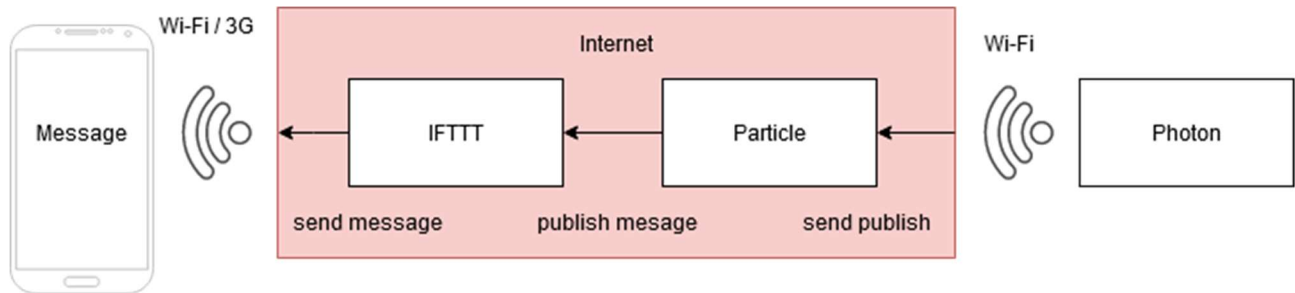 Wi-Fi / 3G
Internet
Wi-Fi
Message
IFTTT
Particle
Photon
send message
publish mesage
send publish